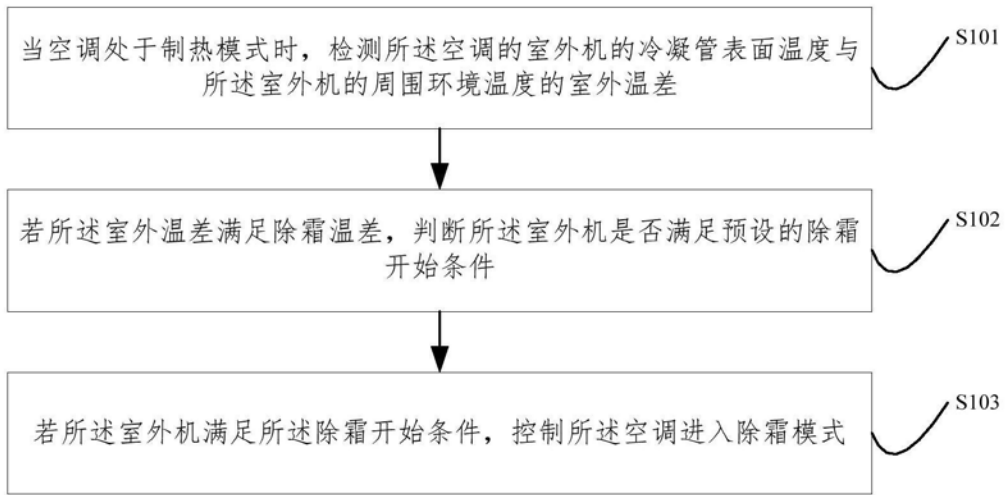 当空调处于制热模式时，检测所述空调的室外机的冷凝管表面温度与
所述室外机的周围环境温度的室外温差
S101
若所述室外温差满足除霜温差，判断所述室外机是否满足预设的除霜
开始条件
S102
若所述室外机满足所述除霜开始条件，控制所述空调进入除霜模式
S103